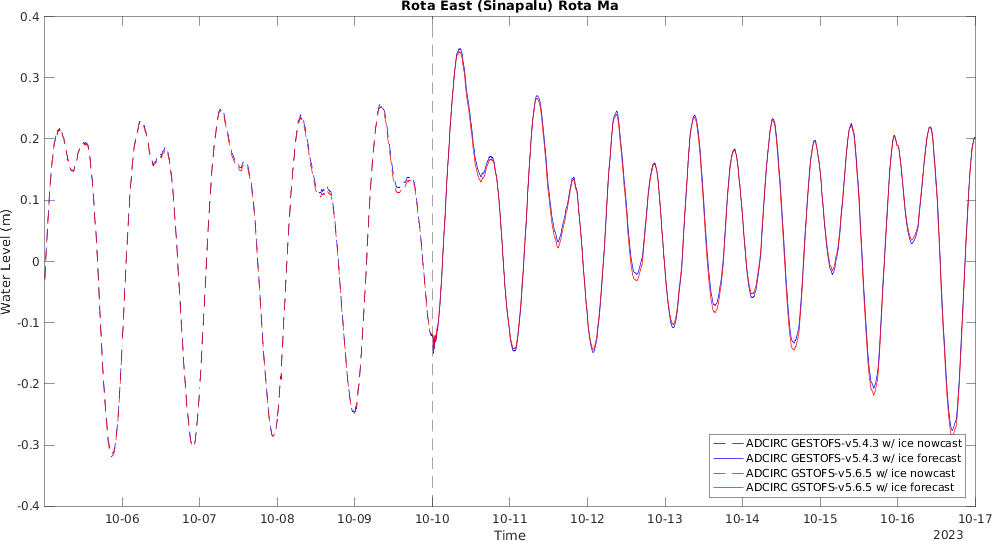 Rota East (Sinapalu) Rota Ma
0.4
0.3
0.2
0.1
0
-0.1
-0.2
-0.3
-0.4
Water Level (m)
10-06 10-07 10-08 10-09 10-10 10-11 10-12 10-13 10-14 10-15 10-16 10-17
Time
2023
ADCIRC GESTOFS-v5.4.3 w/ ice nowcast
ADCIRC GESTOFS-v5.4.3 w/ ice forecast
ADCIRC GSTOFS-v5.6.5 w/ ice nowcast
ADCIRC GSTOFS-v5.6.5 w/ ice forecast